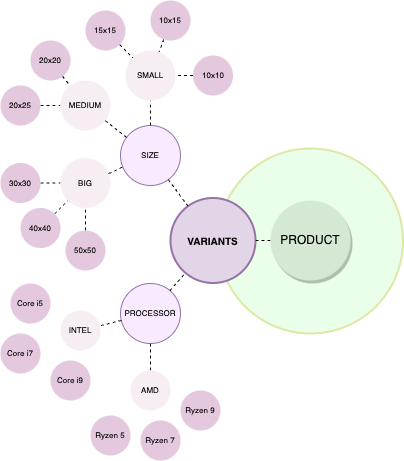 10x15
15x15
SMALL
10x10
20x20
MEDIUM
20x25
SIZE
BIG
30x30
40x40
50x50
VARIANTS
PRODUCT
PROCESSOR
Core i5
INTEL
Core i7
Core i9
AMD
Ryzen 9
Ryzen 5
Ryzen 7